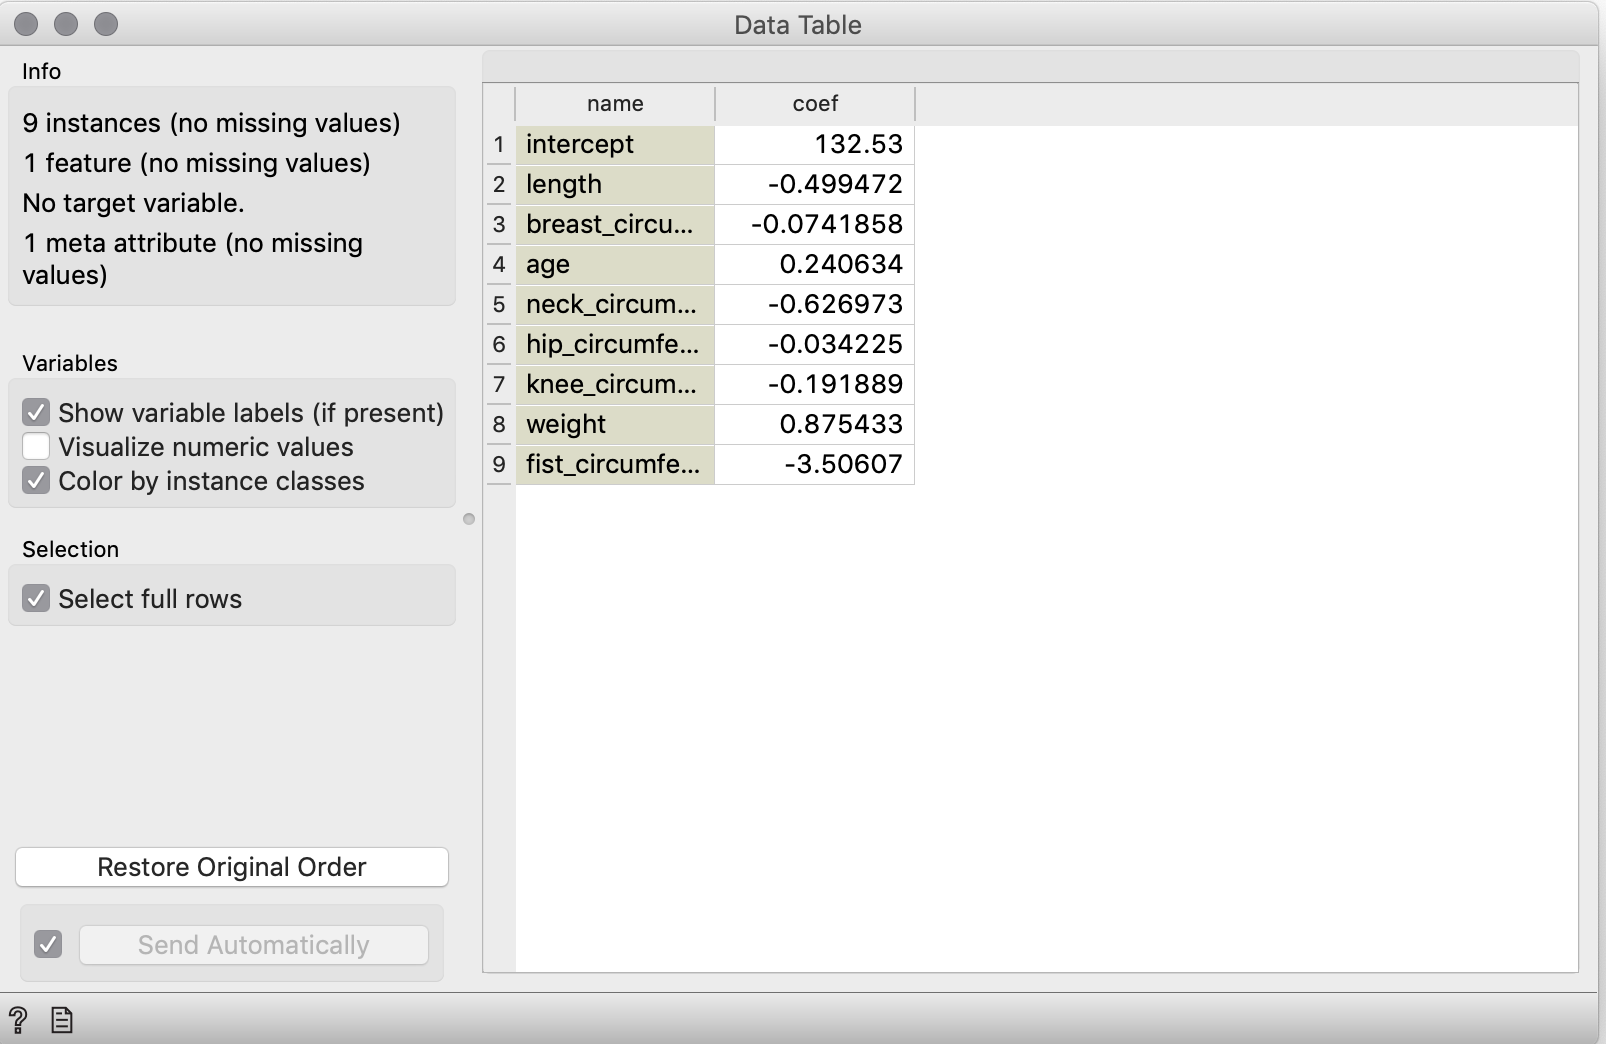 Data Table
Info
9 instances (no missing values)
1 feature (no missing values)
No target variable.
1 meta attribute (no missing
values)
Variables
Show variable labels (if present)
Visualize numeric values
Color by instance classes
Selection
Select full rows
Restore Original Order
Send Automatically
name coef
1 intercept 132.53
2 length -0.499472
3 breast_circu... -0.0741858
4 age 0.240634
5 neck_circum... -0.626973
6 hip_circumfe... -0.034225
7 knee_circum... -0.191889
8 weight 0.875433
9 fist_circumfe... -3.50607
?